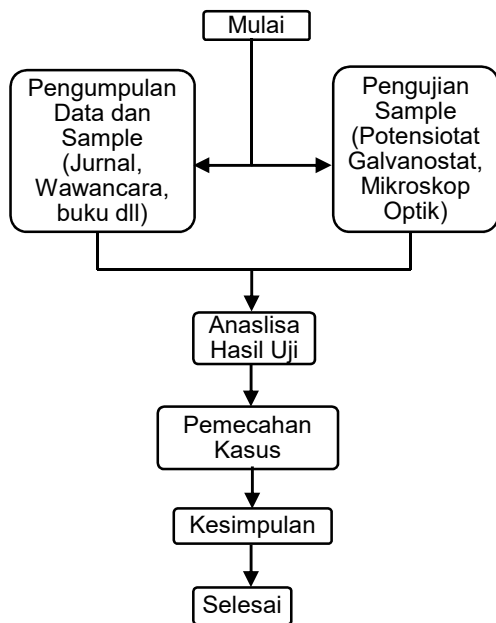 Mulai
Pengumpulan
Data dan
Sample
(Jurnal,
Wawancara,
buku dll)
Pengujian
Sample
(Potensiotat
Galvanostat,
Mikroskop
Optik)
Anaslisa
Hasil Uji
Pemecahan
Kasus
Kesimpulan
Selesai